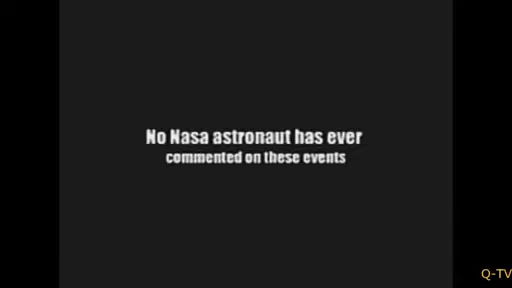 No Nasa astronaut has ever
commented on these events
Q-TV